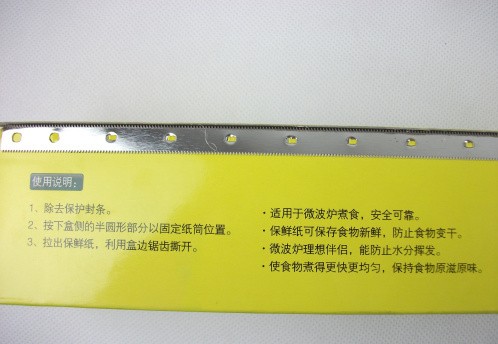 使用说明：
1、除去保护封条。
2、按下盒侧的半圆形部分以固定纸筒位置。
3、拉出保鲜纸，利用盒边锯齿撕开。
·适用于微波炉煮食，安全可靠。
·保鲜纸可保存食物新鲜，防止食物变干。
·微波炉理想伴侣，能防止水分挥发。
·使食物煮得更快更均匀，保持食物原滋原味。